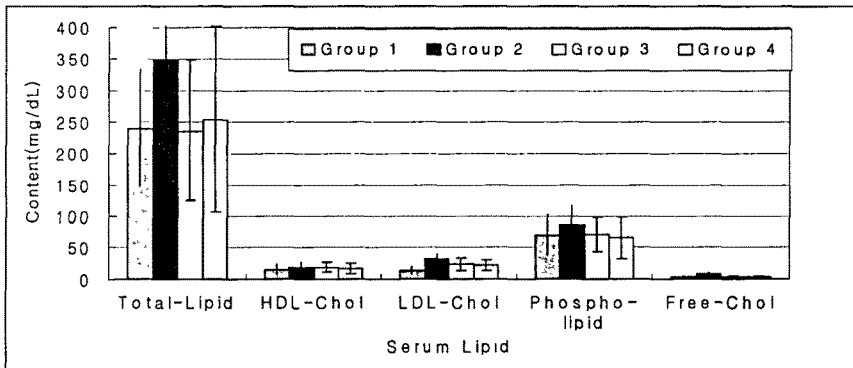 400
350
300
250
200
150
100
50
0
Content(mg/dL)
Group 1 Group 2 Group 3 Group 4
Total-Lipid HDL-Chol LDL-Chol Phospho- Free-Chol
lipid
Serum Lipid